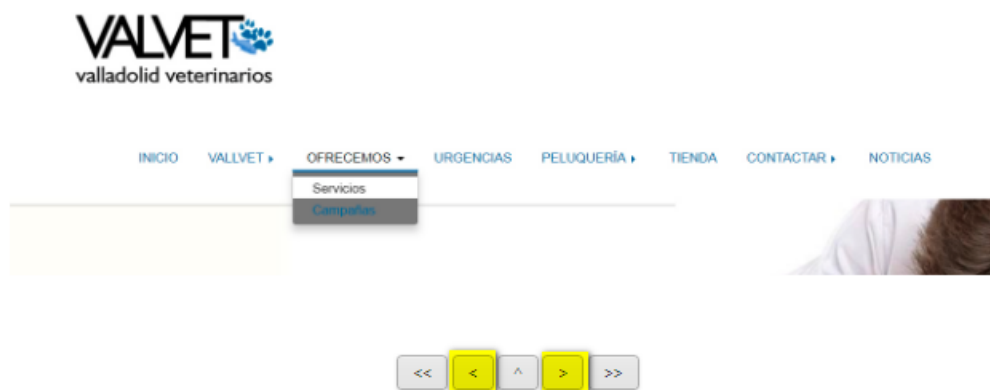 VALVET
valladolid veterinarios
INICIO VALLVET OFRECEMOS URGENCIAS PELUQUERÍA TIENDA CONTACTAR NOTICIAS
Servicios
Campañas
<< < ^ > >>